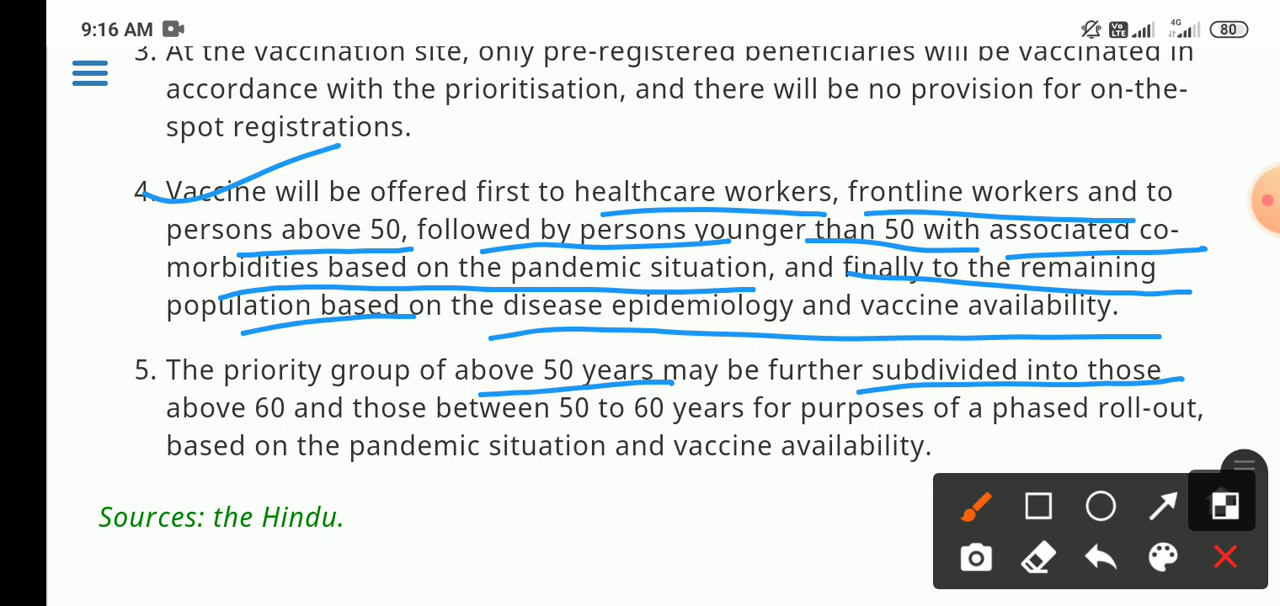 9:16 AM
Vo LTE 4G 80
3. At the vaccination site, only pre-registered beneficiaries will be vaccinated in
accordance with the prioritisation, and there will be no provision for on-the-
spot registrations.
4. Vaccine will be offered first to healthcare workers, frontline workers and to
persons above 50, followed by persons younger than 50 with associated co-
morbidities based on the pandemic situation, and finally to the remaining
population based on the disease epidemiology and vaccine availability.
5. The priority group of above 50 years may be further subdivided into those
above 60 and those between 50 to 60 years for purposes of a phased roll-out,
based on the pandemic situation and vaccine availability.
Sources: the Hindu.